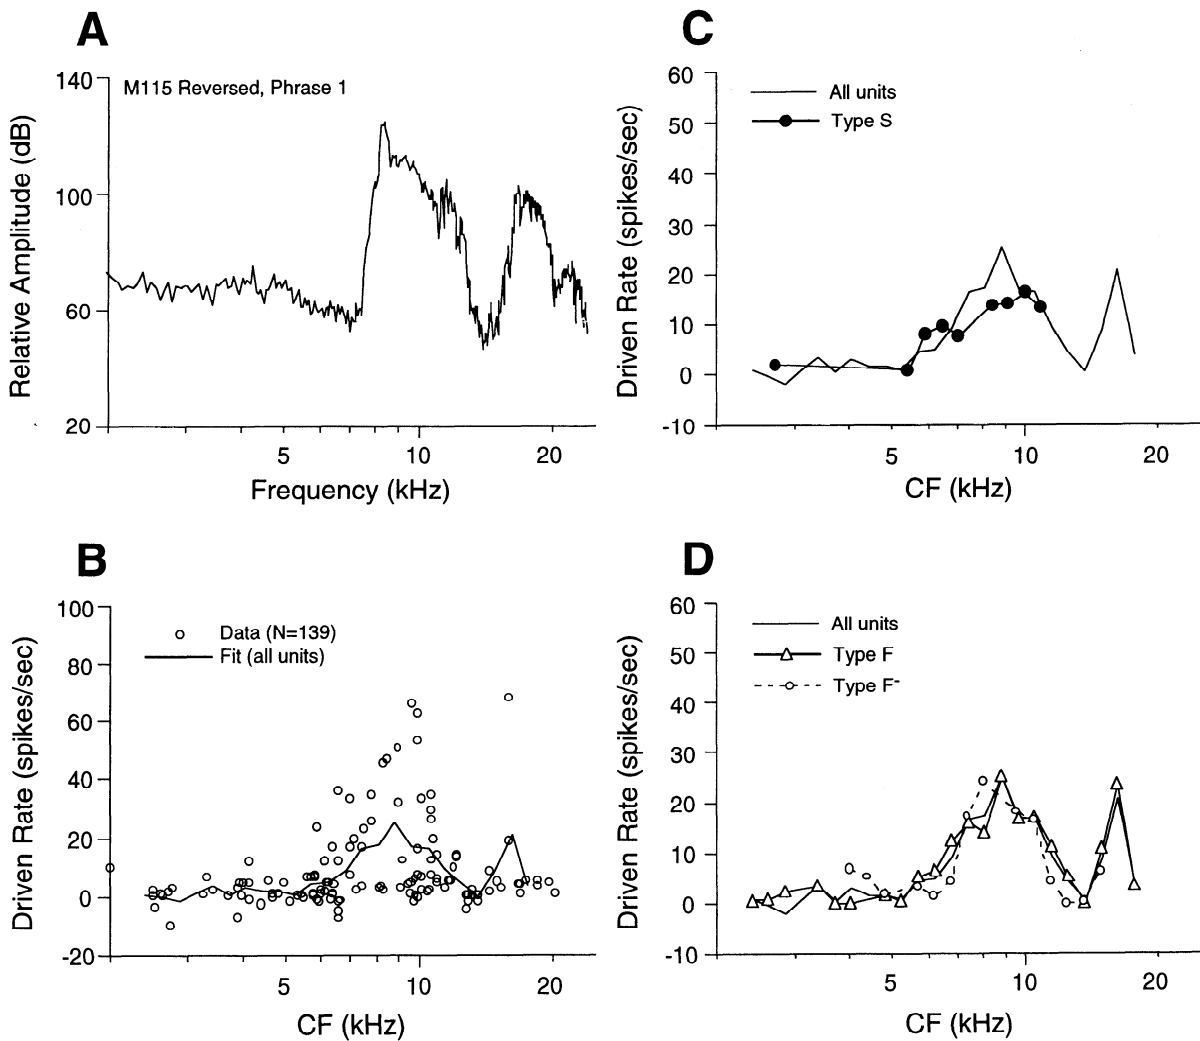 A
M115 Reversed, Phrase 1
Relative Amplitude (dB)
140
100
60
20
5
10
20
Frequency (kHz)
C
All units
Type S
Driven Rate (spikes/sec)
60
50
40
30
20
10
0
-10
5
10
20
CF (kHz)
B
Data (N=139)
Fit (all units)
Driven Rate (spikes/sec)
100
80
60
40
20
0
-20
5
10
20
CF (kHz)
D
All units
Type F
Type F-
Driven Rate (spikes/sec)
60
50
40
30
20
10
0
-10
5
10
20
CF (kHz)